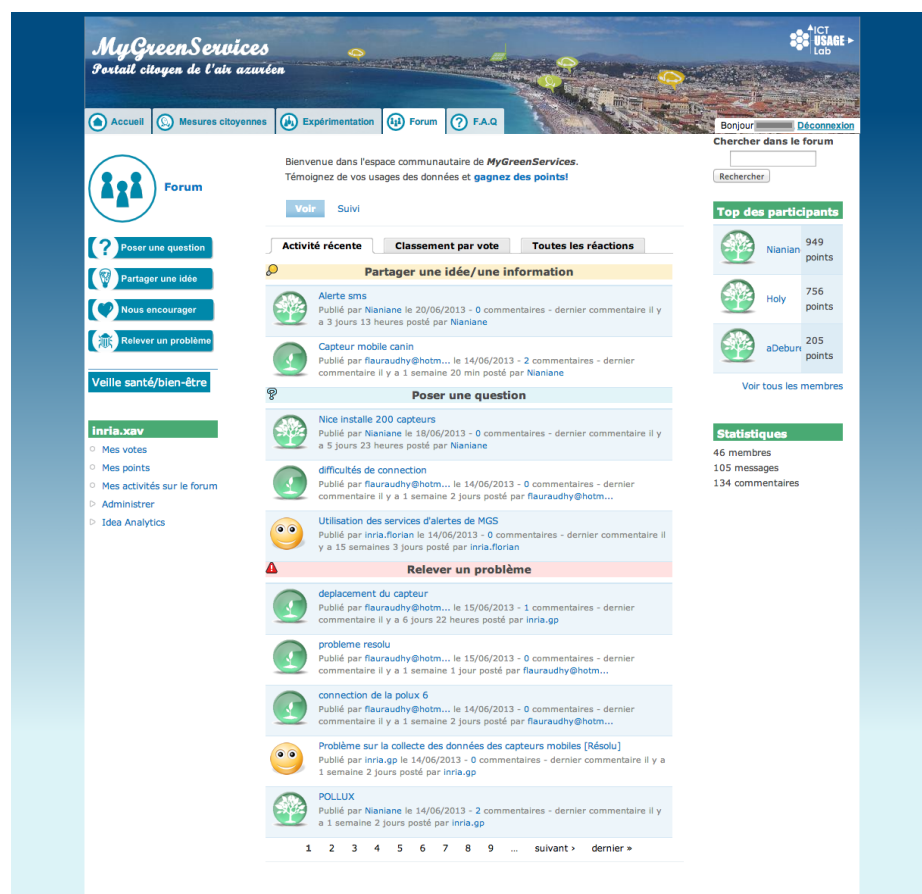 MyGreenServices
Portail citoyen de l'air azuréen
ICT
USAGE
Lab
Accueil
Mesures citoyennes
Expérimentation
Forum
F.A.Q
Bonjour
Déconnexion
Forum
Poser une question
Partager une idée
Nous encourager
Relever un problème
Veille santé/bien-être
inria.xav
Mes votes
Mes points
Mes activités sur le forum
Administrer
Idea Analytics
Bienvenue dans l'espace communautaire de MyGreenServices.
Témoignez de vos usages des données et gagnez des points!
Voir
Suivi
Activité récente
Classement par vote
Toutes les réactions
Partager une idée/une information
Alerte sms
Publié par Nianiane le 20/06/2013 - 0 commentaires - dernier commentaire il y
a 3 jours 13 heures posté par Nianiane
Capteur mobile canin
Publié par flauraudhy@hotm... le 14/06/2013 - 2 commentaires - dernier
commentaire il y a 1 semaine 20 min posté par Nianiane
Poser une question
Nice installe 200 capteurs
Publié par Nianiane le 18/06/2013 - 0 commentaires - dernier commentaire il y
a 5 jours 23 heures posté par Nianiane
difficultés de connection
Publié par flauraudhy@hotm... le 14/06/2013 - 0 commentaires - dernier
commentaire il y a 1 semaine 2 jours posté par flauraudhy@hotm...
Utilisation des services d'alertes de MGS
Publié par inria.florian le 14/06/2013 - 0 commentaires - dernier commentaire il
y a 15 semaines 3 jours posté par inria.florian
Relever un problème
deplacement du capteur
Publié par flauraudhy@hotm... le 15/06/2013 - 1 commentaires - dernier
commentaire il y a 6 jours 22 heures posté par inria.gp
probleme resolu
Publié par flauraudhy@hotm... le 15/06/2013 - 0 commentaires - dernier
commentaire il y a 1 semaine 1 jour posté par flauraudhy@hotm...
connection de la polux 6
Publié par flauraudhy@hotm... le 14/06/2013 - 0 commentaires - dernier
commentaire il y a 1 semaine 2 jours posté par flauraudhy@hotm...
Problème sur la collecte des données des capteurs mobiles [Résolu]
Publié par inria.gp le 14/06/2013 - 0 commentaires - dernier commentaire il y a
1 semaine 2 jours posté par inria.gp
POLLUX
Publié par Nianiane le 14/06/2013 - 2 commentaires - dernier commentaire il y
a 1 semaine 2 jours posté par inria.gp
1 2 3 4 5 6 7 8 9 ... suivant › dernier »
Chercher dans le forum
Rechercher
Top des participants
Nianian 949
points
Holy 756
points
aDebure 205
points
Voir tous les membres
Statistiques
46 membres
105 messages
134 commentaires